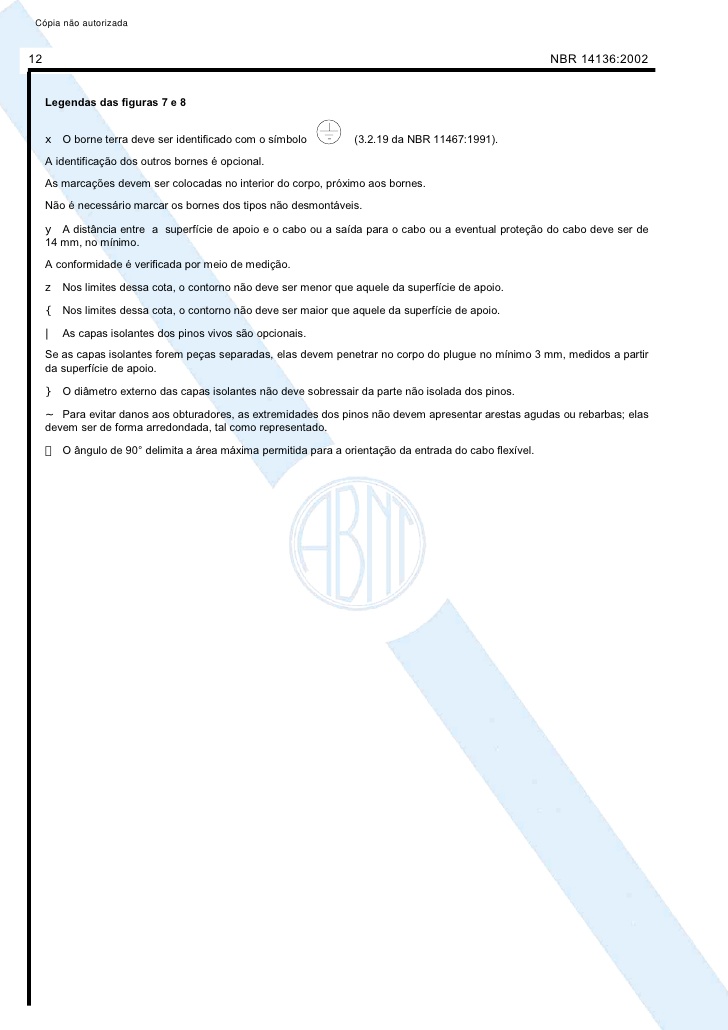 Cópia não autorizada
12 NBR 14136:2002
Legendas das figuras 7 e 8
x O borne terra deve ser identificado com o símbolo (3.2.19 da NBR 11467:1991).
A identificação dos outros bornes é opcional.
As marcações devem ser colocadas no interior do corpo, próximo aos bornes.
Não é necessário marcar os bornes dos tipos não desmontáveis.
y A distância entre a superfície de apoio e o cabo ou a saída para o cabo ou a eventual proteção do cabo deve ser de
14 mm, no mínimo.
A conformidade é verificada por meio de medição.
z Nos limites dessa cota, o contorno não deve ser menor que aquele da superfície de apoio.
{ Nos limites dessa cota, o contorno não deve ser maior que aquele da superfície de apoio.
| As capas isolantes dos pinos vivos são opcionais.
Se as capas isolantes forem peças separadas, elas devem penetrar no corpo do plugue no mínimo 3 mm, medidos a partir
da superfície de apoio.
} O diâmetro externo das capas isolantes não deve sobressair da parte não isolada dos pinos.
~ Para evitar danos aos obturadores, as extremidades dos pinos não devem apresentar arestas agudas ou rebarbas; elas
devem ser de forma arredondada, tal como representado.
▯ O ângulo de 90° delimita a área máxima permitida para a orientação da entrada do cabo flexível.
ABNT